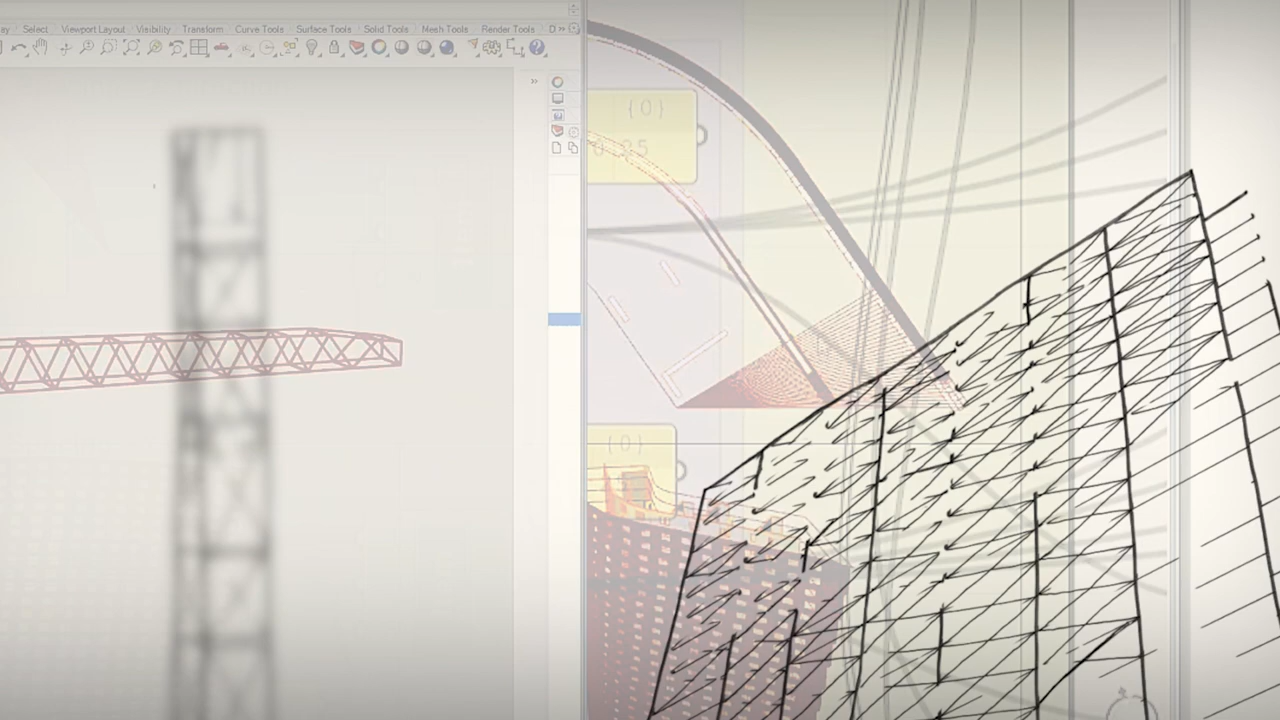 Select Viewport Layout Visibility Transform Curve Tools Surface Tools Solid Tools Mesh Tools Render Tools D »
»
{0}
{0}